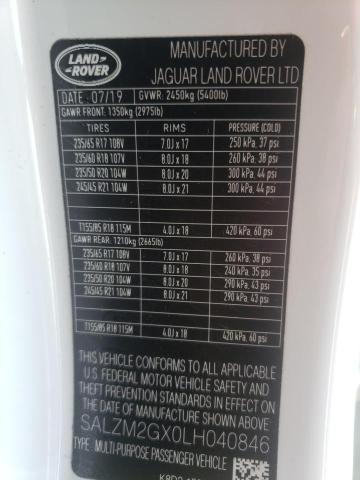 LAND
ROVER
MANUFACTURED BY
JAGUAR LAND ROVER LTD
DATE 07/19 GVWR: 2450kg (5400lb)
GAWR FRONT: 1350kg (2975lb)
TIRES RIMS PRESSURE (COLD)
235/65 R17 108V 7.0J x 17 250 kPa, 37 psi
235/60 R18 107V 8.0J x 18 260 kPa, 38 psi
235/50 R20 104W 8.0J x 20 300 kPa, 44 psi
245/45 R21 104W 8.0J x 21 300 kPa, 44 psi
T155/85 R18 115M 4.0J x 18 420 kPa, 60 psi
GAWR REAR: 1210kg (2665lb)
235/65 R17 108V 7.0J x 17 260 kPa, 38 psi
235/60 R18 107V 8.0J x 18 240 kPa, 35 psi
235/50 R20 104W 8.0J x 20 290 kPa, 43 psi
245/45 R21 104W 8.0J x 21 290 kPa, 43 psi
T155/85 R18 115M 4.0J x 18 420 kPa, 60 psi
THIS VEHICLE CONFORMS TO ALL APPLICABLE
U.S. FEDERAL MOTOR VEHICLE SAFETY AND
THEFT PREVENTION STANDARDS IN EFFECT ON
THE DATE OF MANUFACTURE SHOWN ABOVE.
SALZM2GX0LH040846
TYPE: MULTI-PURPOSE PASSENGER VEHICLE